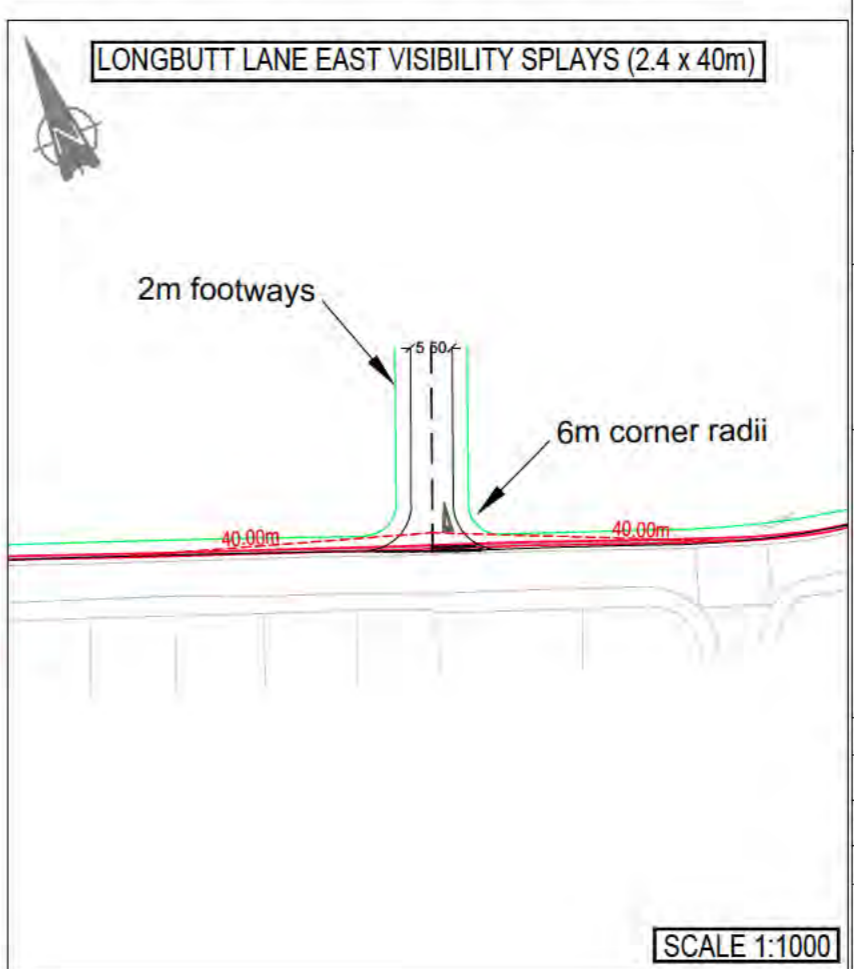 LONGBUTT LANE EAST VISIBILITY SPLAYS (2.4 x 40m)
N
2m footways
5.50
6m corner radii
40.00m
40.00m
SCALE 1:1000